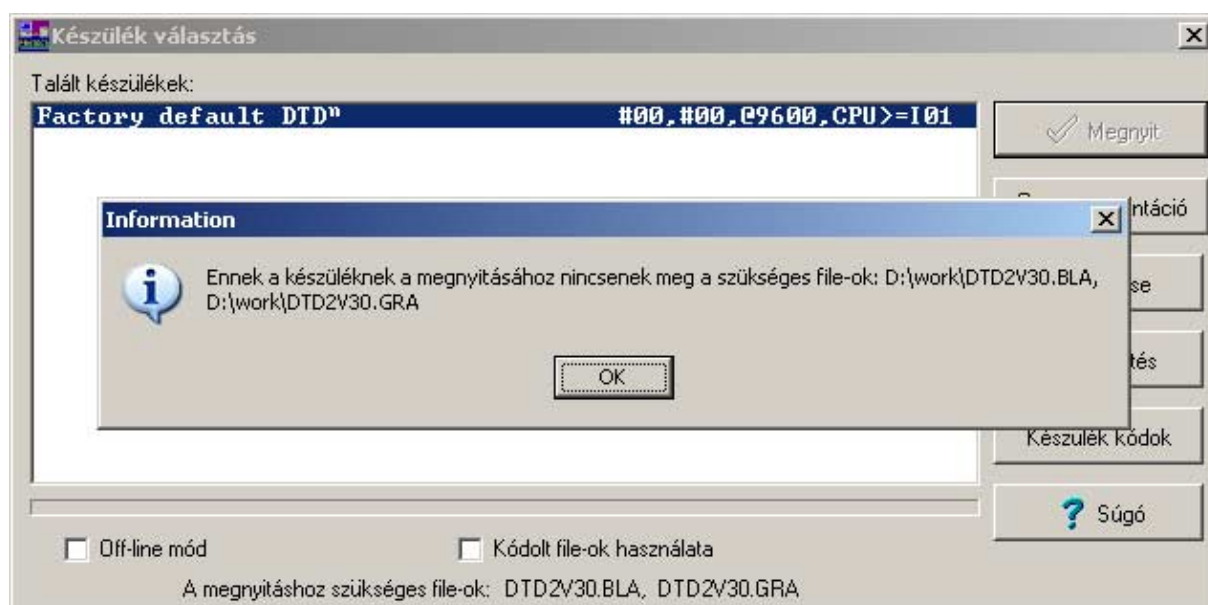 Készülék választás
Talált készülékek:
Factory default DTDⁿ #00,#00,@9600,CPU>=I01
Megnyit
ntáció
Information
Ennek a készüléknek a megnyitásához nincsenek meg a szükséges file-ok: D:\work\DTD2V30.BLA,
D:\work\DTD2V30.GRA
se
tés
OK
Készülék kódok
Súgó
Off-line mód
Kódolt file-ok használata
A megnyitáshoz szükséges file-ok: DTD2V30.BLA, DTD2V30.GRA